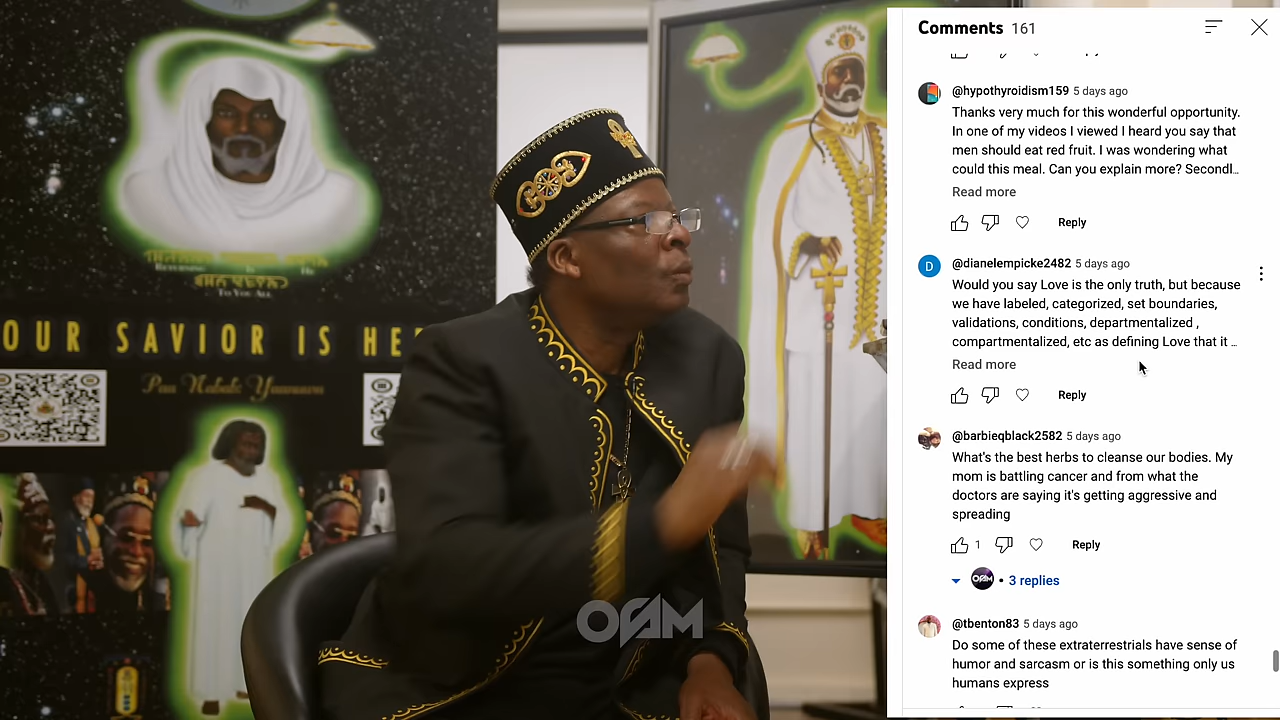 OUR SAVIOR IS HE
To You All
OΛM
Comments 161
@hypothyroidism159 5 days ago
Thanks very much for this wonderful opportunity.
In one of my videos I viewed I heard you say that
men should eat red fruit. I was wondering what
could this meal. Can you explain more? Secondl…
Read more
Reply
D
@dianelempicke2482 5 days ago
Would you say Love is the only truth, but because
we have labeled, categorized, set boundaries,
validations, conditions, departmentalized ,
compartmentalized, etc as defining Love that it …
Read more
Reply
@barbieqblack2582 5 days ago
What's the best herbs to cleanse our bodies. My
mom is battling cancer and from what the
doctors are saying it's getting aggressive and
spreading
1
Reply
• 3 replies
@tbenton83 5 days ago
Do some of these extraterrestrials have sense of
humor and sarcasm or is this something only us
humans express